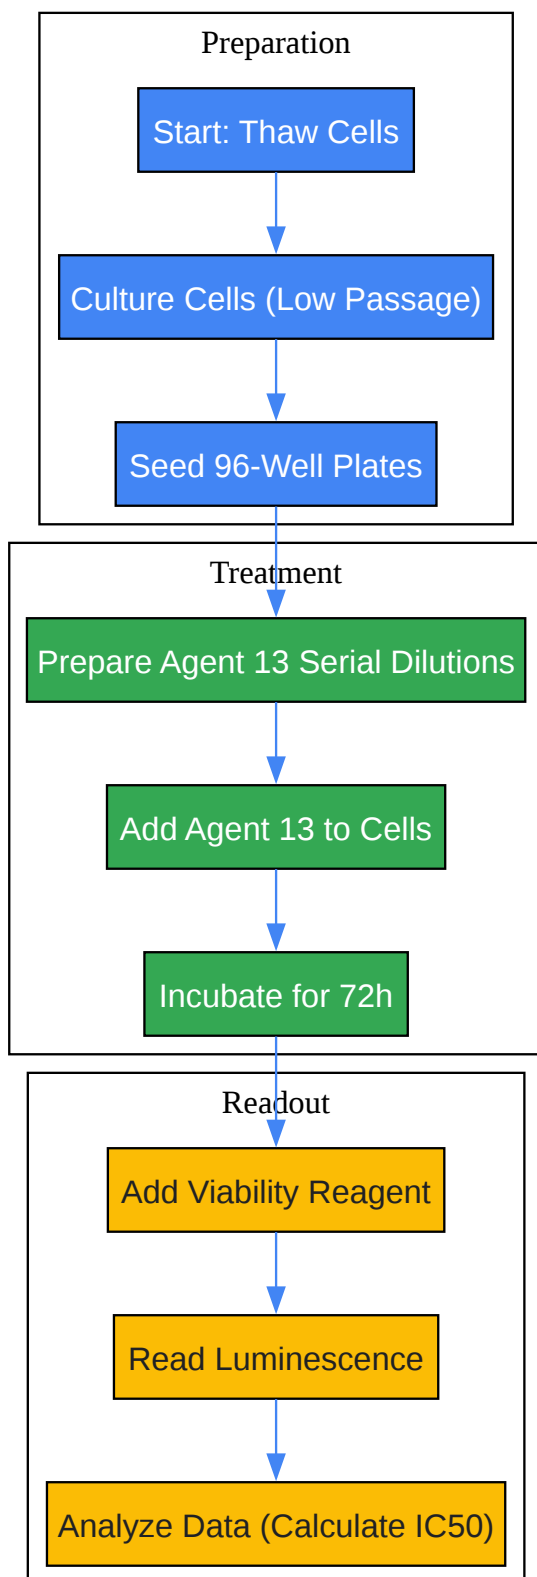 Preparation
Start: Thaw Cells
Culture Cells (Low Passage)
Seed 96-Well Plates
Treatment
Prepare Agent 13 Serial Dilutions
Add Agent 13 to Cells
Incubate for 72h
Readout
Add Viability Reagent
Read Luminescence
Analyze Data (Calculate IC50)